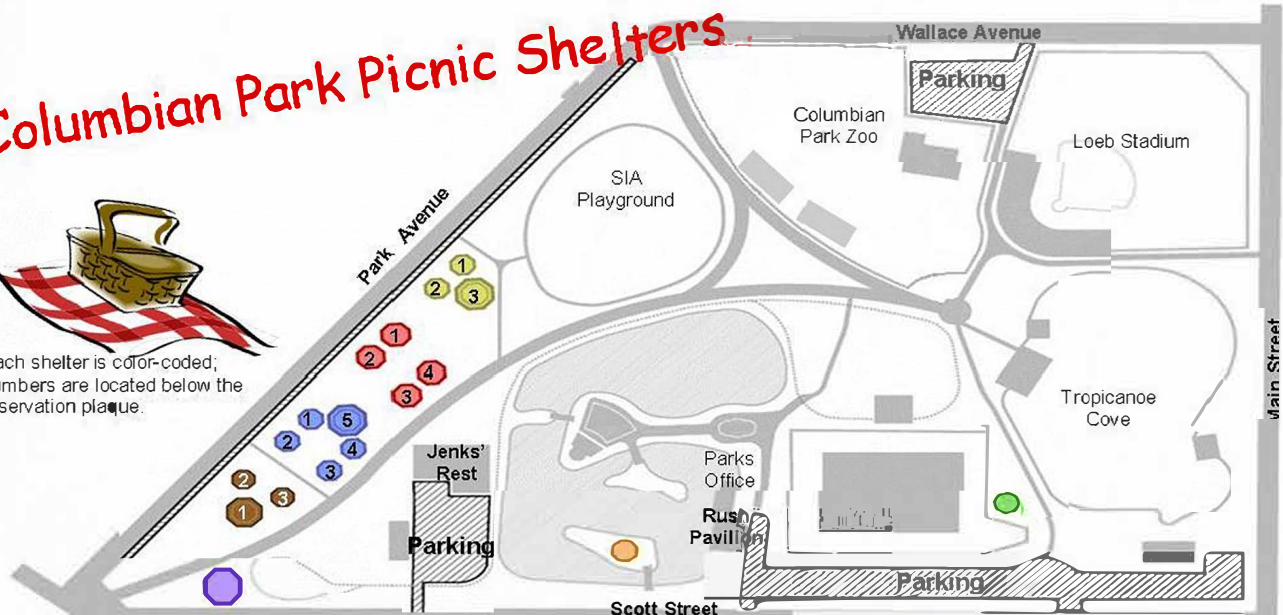 Columbian Park Picnic Shelters
Wallace Avenue
Parking
Columbian
Park Zoo
Loeb Stadium
SIA
Playground
Park Avenue
1
2
3
1
2
4
3
ach shelter is color-coded;
umbers are located below the
servation plaque.
Main Street
Tropicanoe
Cove
1
5
2
4
3
Jenks'
Rest
Parks
Office
2
3
1
Rush
Pavilion
Parking
Parking
Scott Street